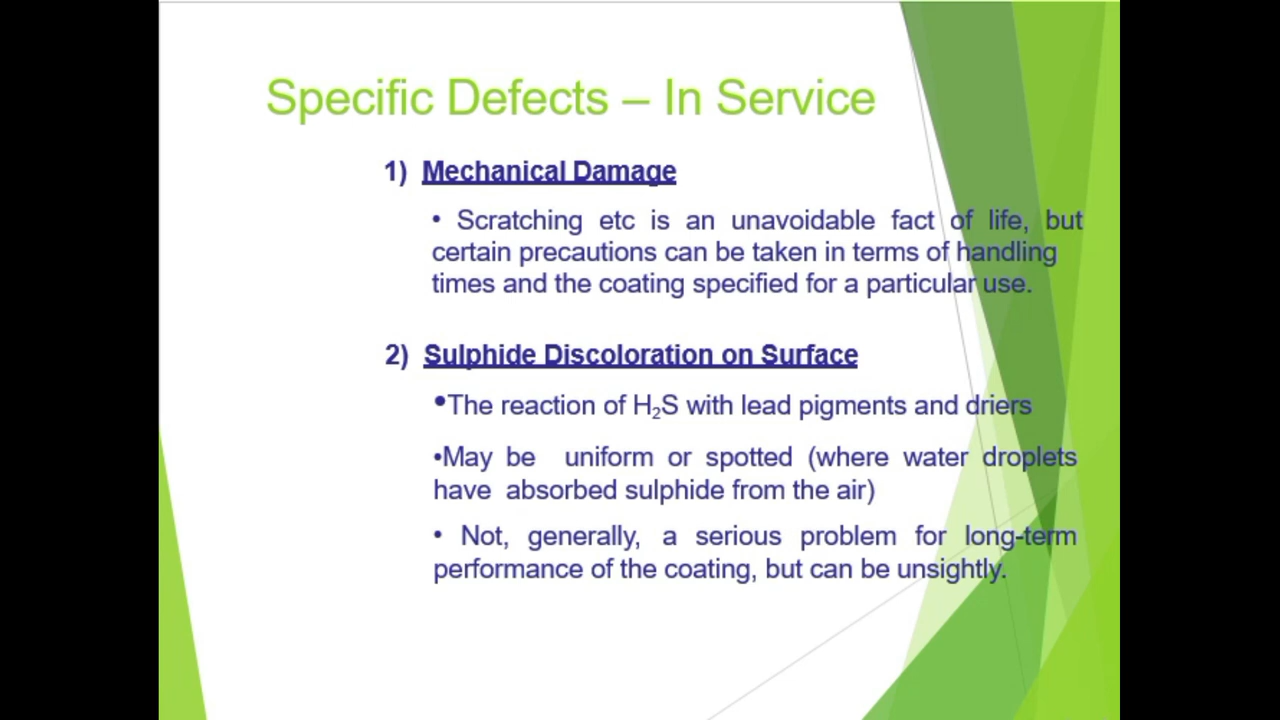 Specific Defects – In Service
1) Mechanical Damage
• Scratching etc is an unavoidable fact of life, but
certain precautions can be taken in terms of handling
times and the coating specified for a particular use.
2) Sulphide Discoloration on Surface
•The reaction of H₂S with lead pigments and driers
•May be uniform or spotted (where water droplets
have absorbed sulphide from the air)
• Not, generally, a serious problem for long-term
performance of the coating, but can be unsightly.